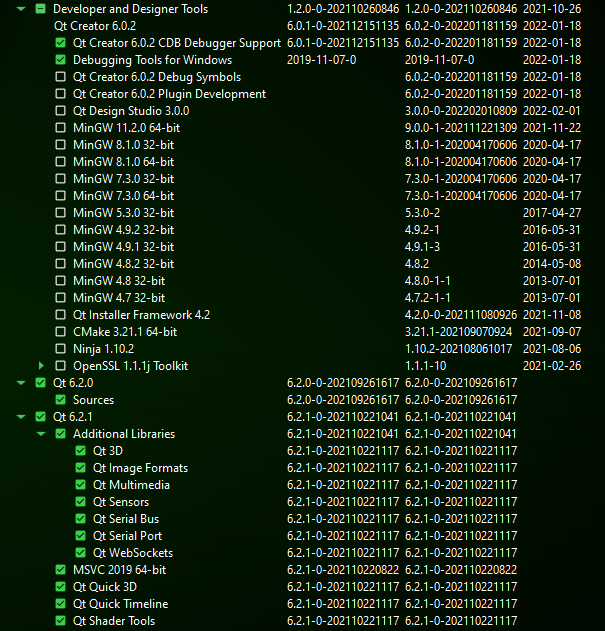 Developer and Designer Tools 1.2.0-0-202110260846 1.2.0-0-202110260846 2021-10-26
Qt Creator 6.0.2 6.0.1-0-202112151135 6.0.2-0-202201181159 2022-01-18
Qt Creator 6.0.2 CDB Debugger Support 6.0.1-0-202112151135 6.0.2-0-202201181159 2022-01-18
Debugging Tools for Windows 2019-11-07-0 2019-11-07-0 2022-01-18
Qt Creator 6.0.2 Debug Symbols 6.0.2-0-202201181159 2022-01-18
Qt Creator 6.0.2 Plugin Development 6.0.2-0-202201181159 2022-01-18
Qt Design Studio 3.0.0 3.0.0-0-202202010809 2022-02-01
MinGW 11.2.0 64-bit 9.0.0-1-202111221309 2021-11-22
MinGW 8.1.0 32-bit 8.1.0-1-202004170606 2020-04-17
MinGW 8.1.0 64-bit 8.1.0-1-202004170606 2020-04-17
MinGW 7.3.0 32-bit 7.3.0-1-202004170606 2020-04-17
MinGW 7.3.0 64-bit 7.3.0-1-202004170606 2020-04-17
MinGW 5.3.0 32-bit 5.3.0-2 2017-04-27
MinGW 4.9.2 32-bit 4.9.2-1 2016-05-31
MinGW 4.9.1 32-bit 4.9.1-3 2016-05-31
MinGW 4.8.2 32-bit 4.8.2 2014-05-08
MinGW 4.8 32-bit 4.8.0-1-1 2013-07-01
MinGW 4.7 32-bit 4.7.2-1-1 2013-07-01
Qt Installer Framework 4.2 4.2.0-0-202111080926 2021-11-08
CMake 3.21.1 64-bit 3.21.1-202109070924 2021-09-07
Ninja 1.10.2 1.10.2-202108061017 2021-08-06
OpenSSL 1.1.1j Toolkit 1.1.1-10 2021-02-26
Qt 6.2.0 6.2.0-0-202109261617 6.2.0-0-202109261617
Sources 6.2.0-0-202109261617 6.2.0-0-202109261617
Qt 6.2.1 6.2.1-0-202110221041 6.2.1-0-202110221041
Additional Libraries 6.2.1-0-202110221041 6.2.1-0-202110221041
Qt 3D 6.2.1-0-202110221117 6.2.1-0-202110221117
Qt Image Formats 6.2.1-0-202110221117 6.2.1-0-202110221117
Qt Multimedia 6.2.1-0-202110221117 6.2.1-0-202110221117
Qt Sensors 6.2.1-0-202110221117 6.2.1-0-202110221117
Qt Serial Bus 6.2.1-0-202110221117 6.2.1-0-202110221117
Qt Serial Port 6.2.1-0-202110221117 6.2.1-0-202110221117
Qt WebSockets 6.2.1-0-202110221117 6.2.1-0-202110221117
MSVC 2019 64-bit 6.2.1-0-202110220822 6.2.1-0-202110220822
Qt Quick 3D 6.2.1-0-202110221117 6.2.1-0-202110221117
Qt Quick Timeline 6.2.1-0-202110221117 6.2.1-0-202110221117
Qt Shader Tools 6.2.1-0-202110221117 6.2.1-0-202110221117